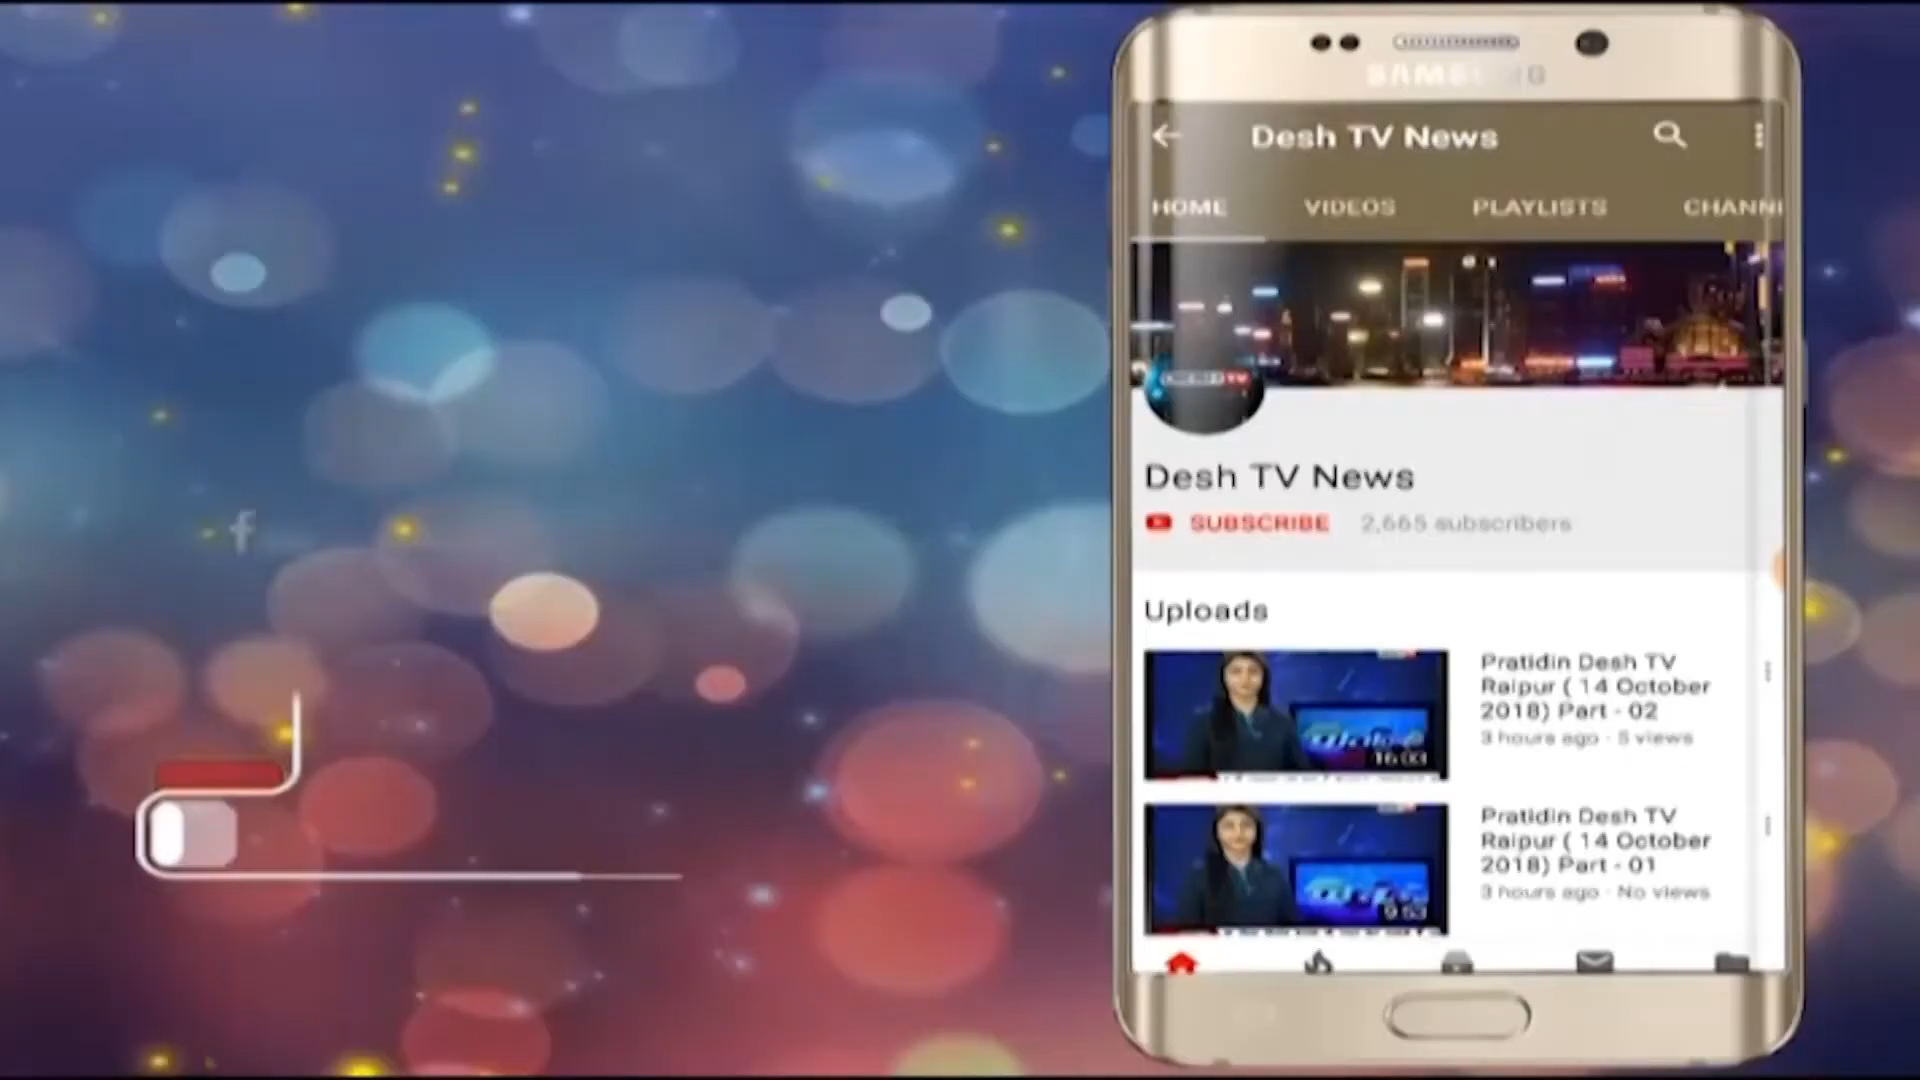 SAMSUNG
Desh TV News
HOME VIDEOS PLAYLISTS CHANN
Desh TV News
SUBSCRIBE 2,665 subscribers
Uploads
Pratidin Desh TV
Raipur ( 14 October
2018) Part - 02
3 hours ago · 5 views
16:03
Pratidin Desh TV
Raipur ( 14 October
2018) Part - 01
3 hours ago · No views
9:53
f